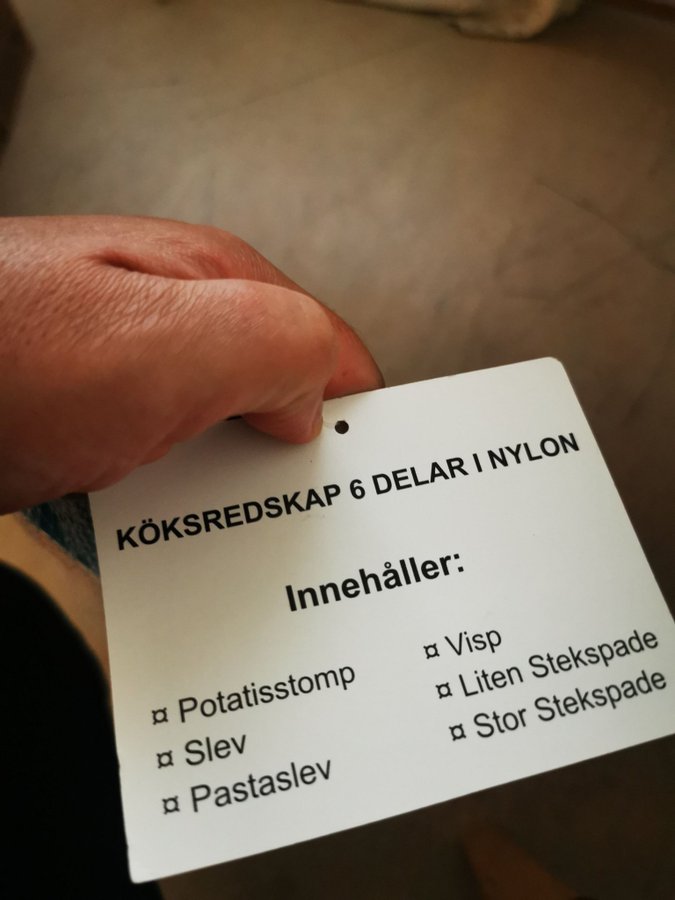 KÖKSREDSKAP 6 DELAR I NYLON
Innehåller:
¤ Potatisstomp
¤ Slev
¤ Pastaslev
¤ Visp
¤ Liten Stekspade
¤ Stor Stekspade